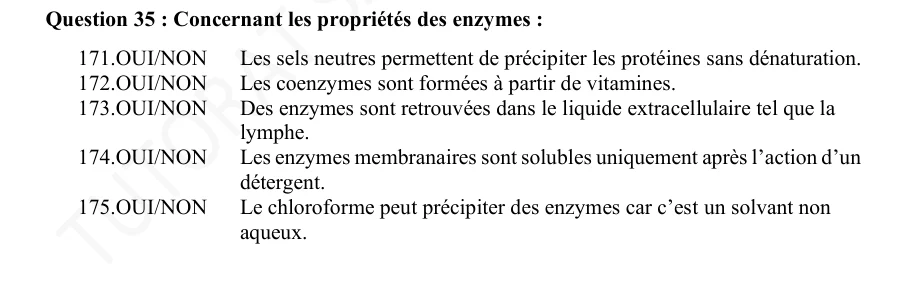 Question 35 : Concernant les propriétés des enzymes :
171.OUI/NON Les sels neutres permettent de précipiter les protéines sans dénaturation.
172.OUI/NON Les coenzymes sont formées à partir de vitamines.
173.OUI/NON Des enzymes sont retrouvées dans le liquide extracellulaire tel que la
lymphe.
174.OUI/NON Les enzymes membranaires sont solubles uniquement après l'action d'un
détergent.
175.OUI/NON Le chloroforme peut précipiter des enzymes car c'est un solvant non
aqueux.